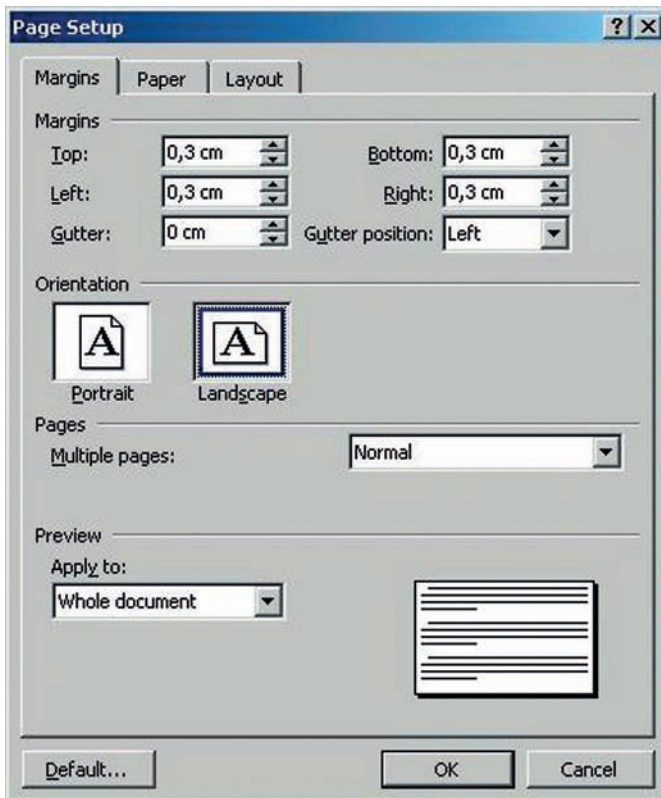 Page Setup
Margins Paper Layout
Margins
Top: 0,3 cm Bottom: 0,3 cm
Left: 0,3 cm Right: 0,3 cm
Gutter: 0 cm Gutter position: Left
Orientation
A A
Portrait Landscape
Pages
Multiple pages: Normal
Preview
Apply to:
Whole document
Default... OK Cancel